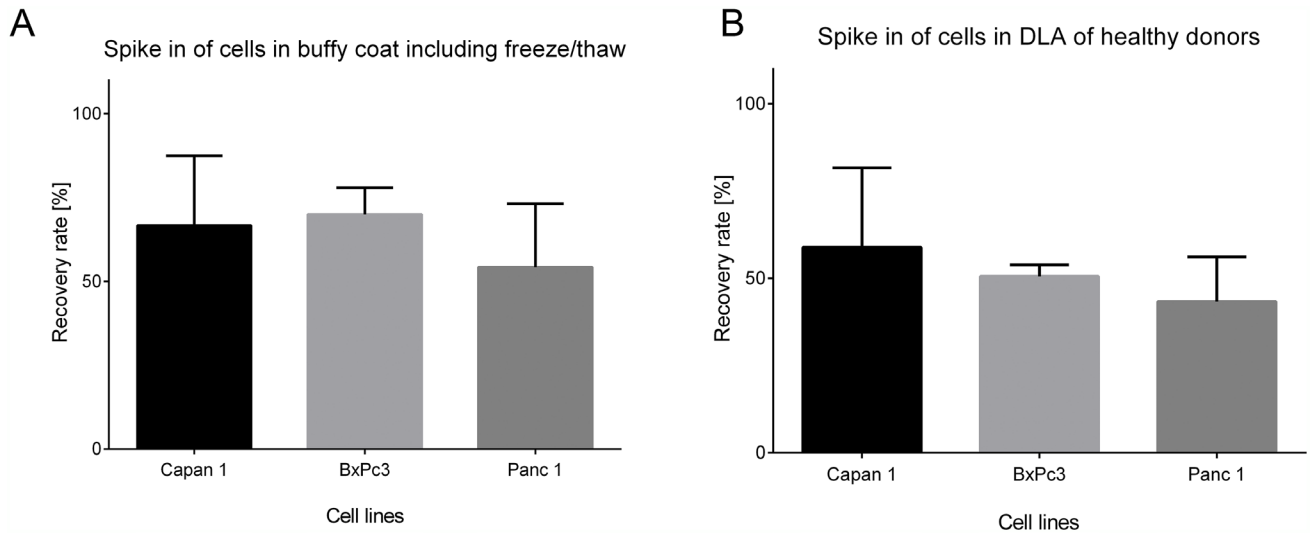 A
Spike in of cells in buffy coat including freeze/thaw
Recovery rate [%]
100
50
0
Capan 1
BxPc3
Panc 1
Cell lines
B
Spike in of cells in DLA of healthy donors
Recovery rate [%]
100
50
0
Capan 1
BxPc3
Panc 1
Cell lines